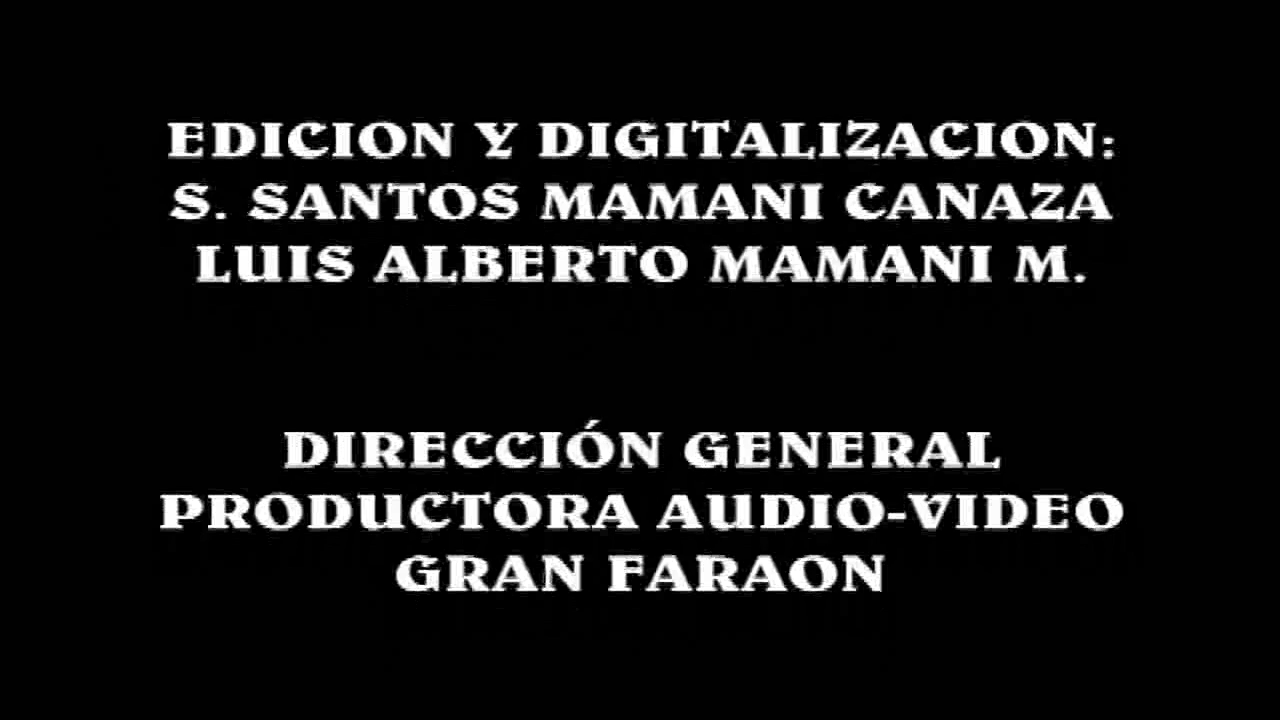 EDICION Y DIGITALIZACION:
S. SANTOS MAMANI CANAZA
LUIS ALBERTO MAMANI M.
DIRECCIÓN GENERAL
PRODUCTORA AUDIO-VIDEO
GRAN FARAON